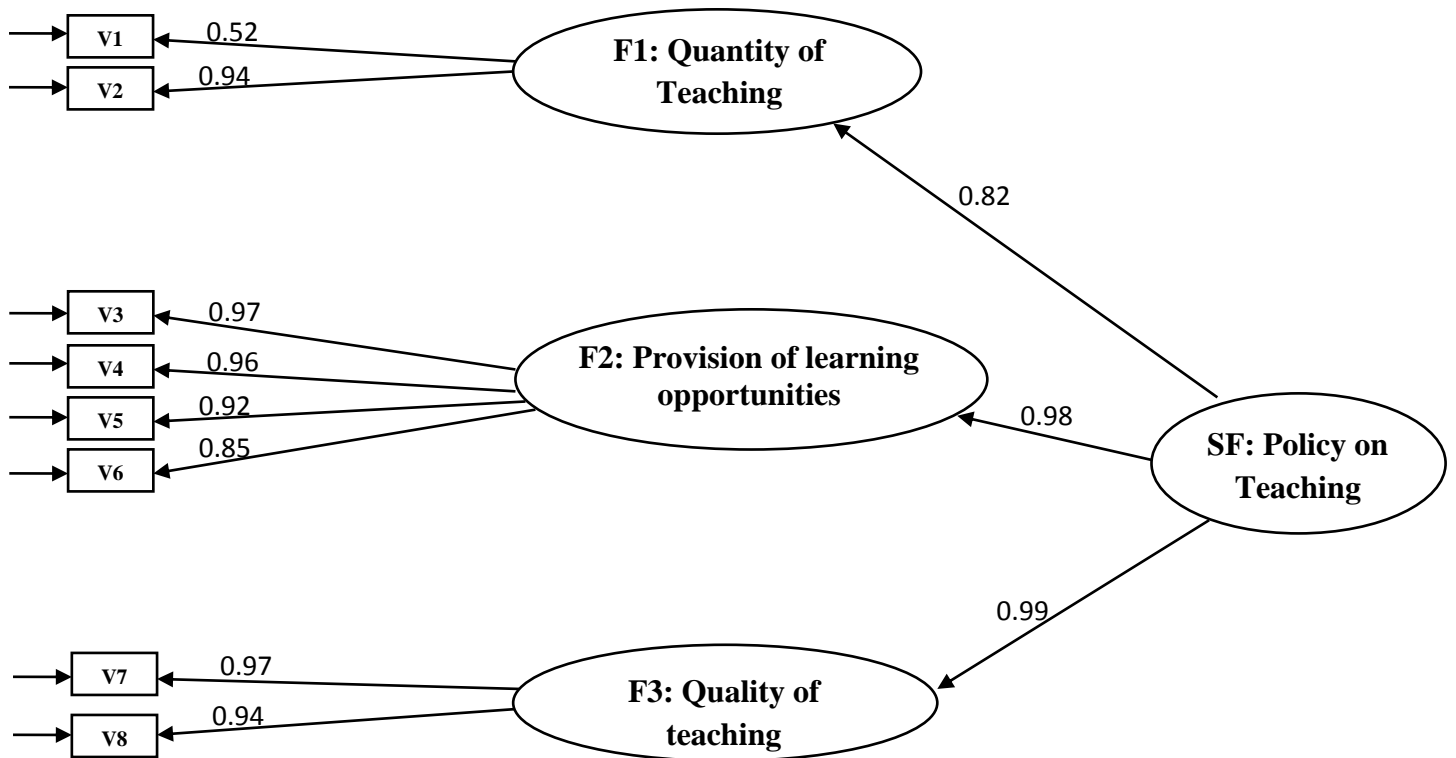 V1
0.52
V2
0.94
F1: Quantity of
Teaching
0.82
V3
0.97
V4
0.96
V5
0.92
V6
0.85
F2: Provision of learning
opportunities
0.98
SF: Policy on
Teaching
0.99
V7
0.97
V8
0.94
F3: Quality of
teaching